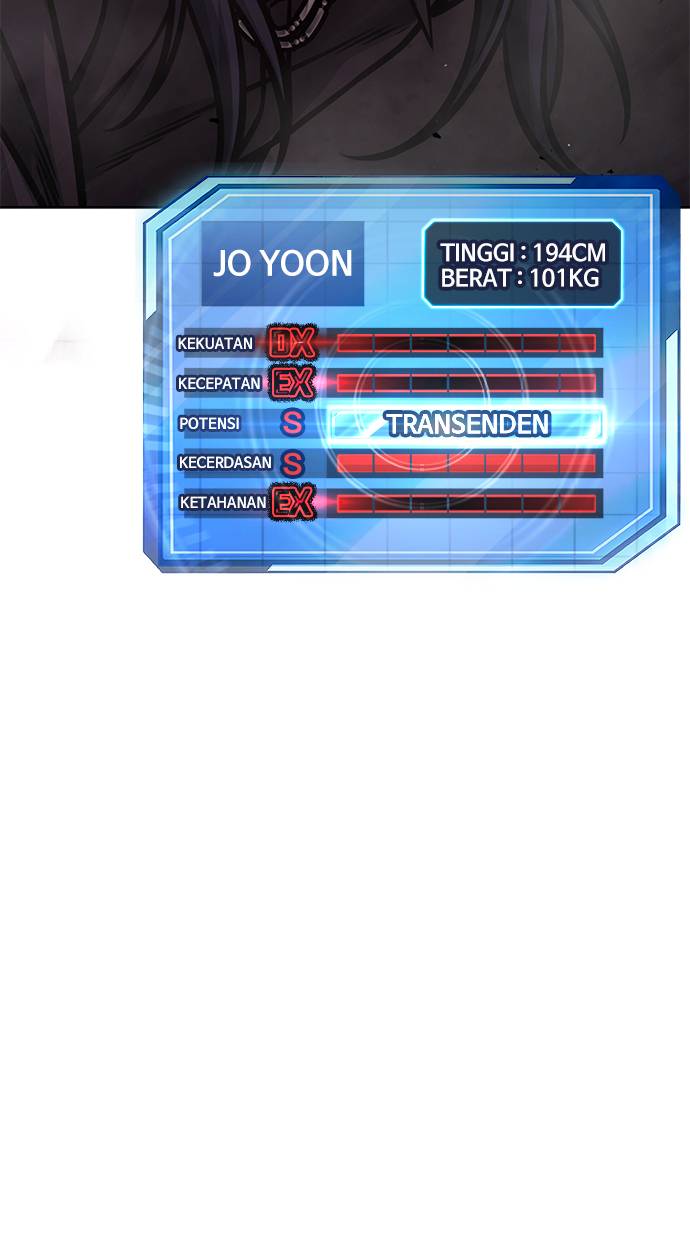 JO YOON
TINGGI : 194CM
BERAT : 101KG
KEKUATAN DX
KECEPATAN EX
POTENSI S TRANSENDEN
KECERDASAN S
KETAHANAN EX